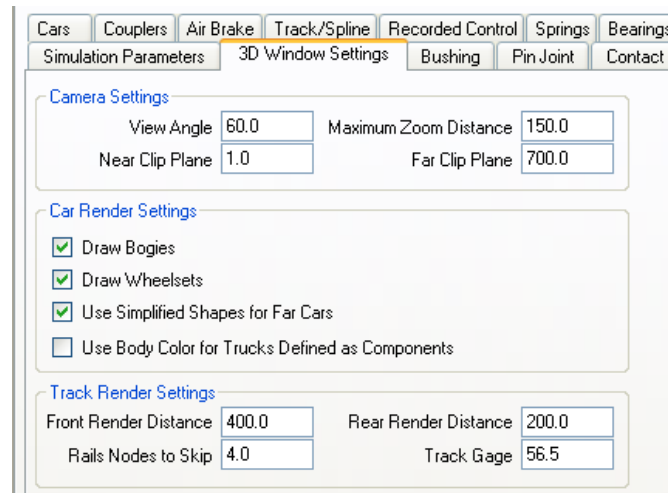 Cars Couplers Air Brake Track/Spline Recorded Control Springs Bearings
Simulation Parameters 3D Window Settings Bushing Pin Joint Contact
Camera Settings
View Angle 60.0 Maximum Zoom Distance 150.0
Near Clip Plane 1.0 Far Clip Plane 700.0
Car Render Settings
Draw Bogies
Draw Wheelsets
Use Simplified Shapes for Far Cars
Use Body Color for Trucks Defined as Components
Track Render Settings
Front Render Distance 400.0 Rear Render Distance 200.0
Rails Nodes to Skip 4.0 Track Gage 56.5